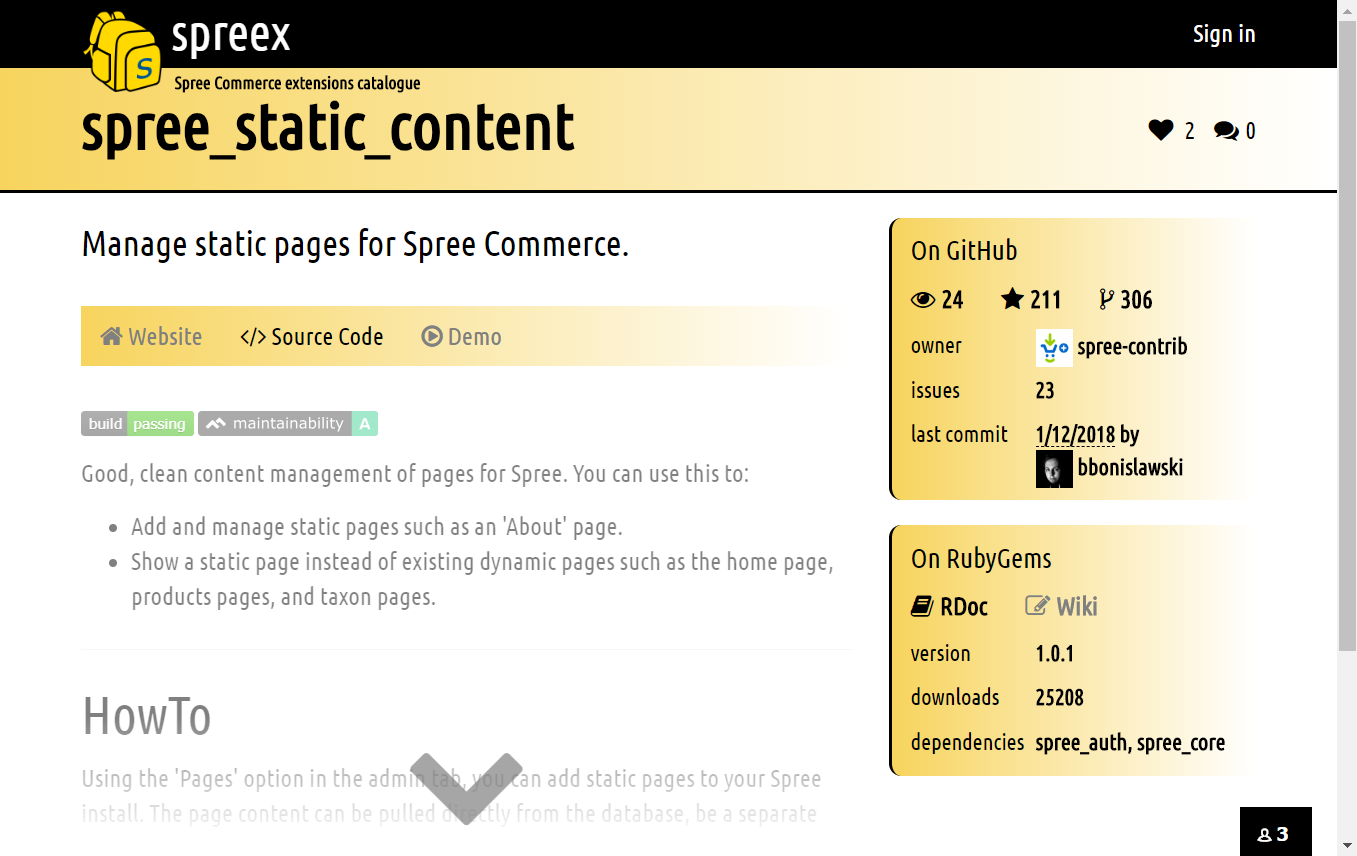 spreex
Sign in
S
Spree Commerce extensions catalogue
spree_static_content
2 0
Manage static pages for Spree Commerce.
Website </> Source Code Demo
build passing maintainability A
Good, clean content management of pages for Spree. You can use this to:
• Add and manage static pages such as an 'About' page.
• Show a static page instead of existing dynamic pages such as the home page,
products pages, and taxon pages.
HowTo
Using the 'Pages' option in the admin tab, you can add static pages to your Spree
install. The page content can be pulled directly from the database, be a separate
On GitHub
24 211 306
owner spree-contrib
issues 23
last commit 1/12/2018 by
bbonislawski
On RubyGems
RDoc Wiki
version 1.0.1
downloads 25208
dependencies spree_auth, spree_core
3